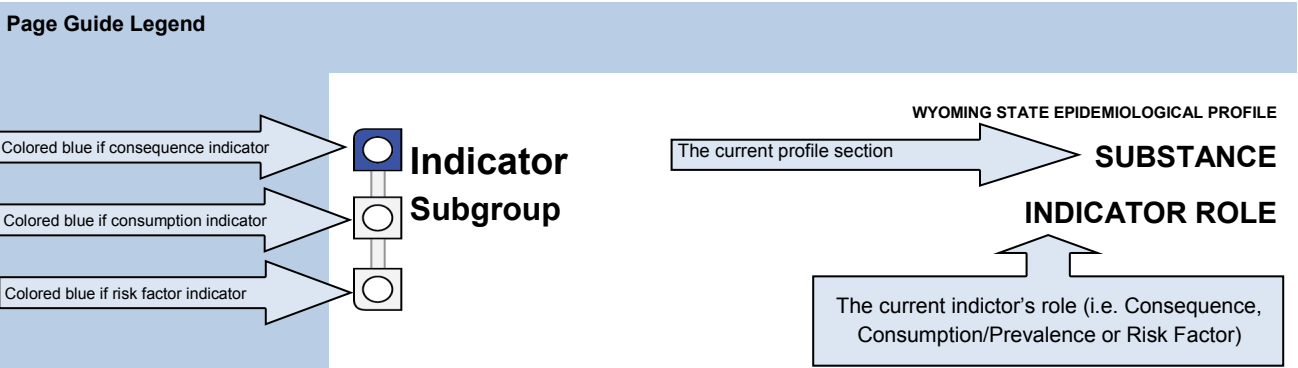 Page Guide Legend
WYOMING STATE EPIDEMIOLOGICAL PROFILE
Colored blue if consequence indicator
Indicator
The current profile section
SUBSTANCE
Colored blue if consumption indicator
Subgroup
INDICATOR ROLE
Colored blue if risk factor indicator
The current indictor's role (i.e. Consequence,
Consumption/Prevalence or Risk Factor)